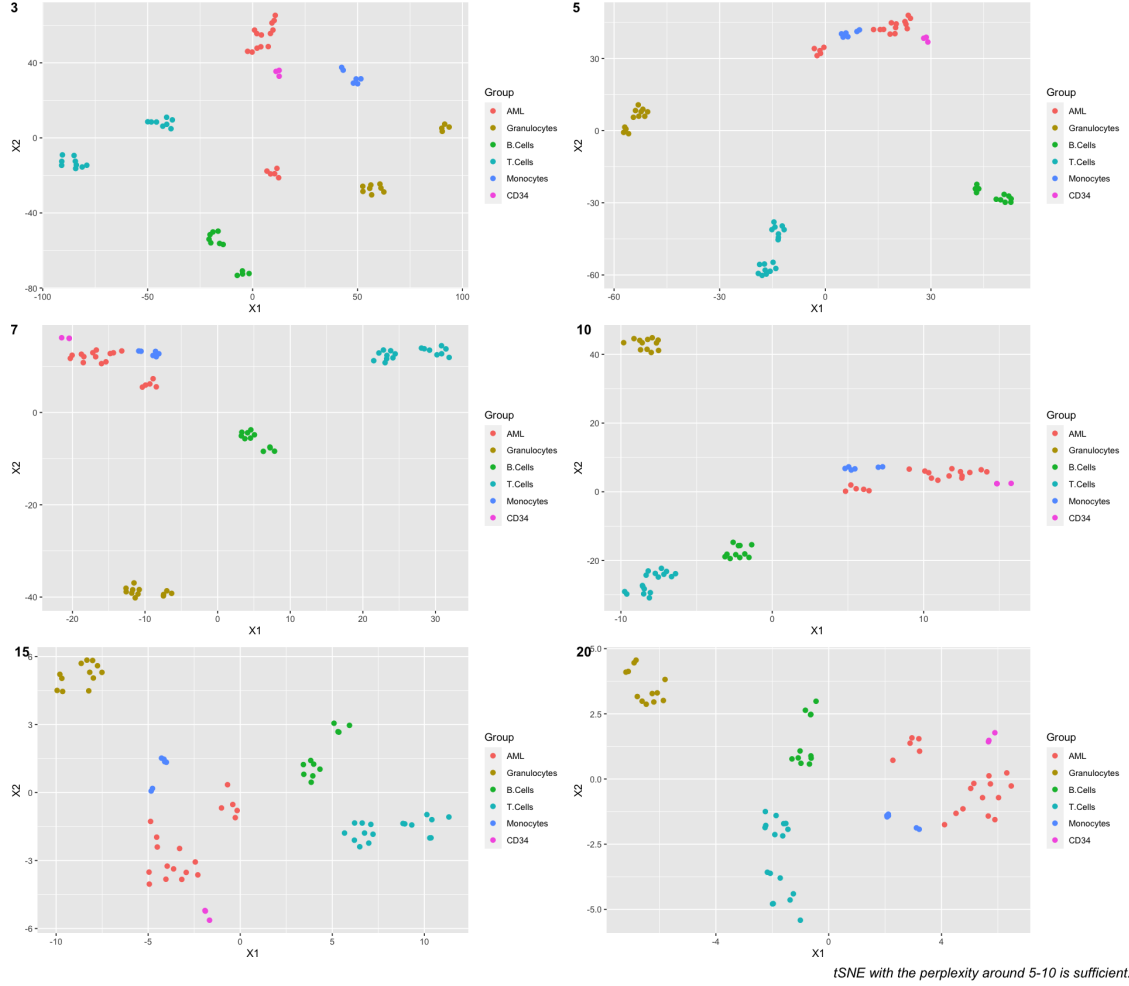 3
X2
40
0
-40
-80
-100
-50
0
50
100
X1
Group
AML
Granulocytes
B.Cells
T.Cells
Monocytes
CD34
5
X2
30
0
-30
-60
-60
-30
0
30
X1
Group
AML
Granulocytes
B.Cells
T.Cells
Monocytes
CD34
7
X2
0
-20
-40
-20
-10
0
10
20
30
X1
Group
AML
Granulocytes
B.Cells
T.Cells
Monocytes
CD34
10
X2
40
20
0
-20
-10
0
10
X1
Group
AML
Granulocytes
B.Cells
T.Cells
Monocytes
CD34
15
X2
6
3
0
-3
-6
-10
-5
0
5
10
X1
Group
AML
Granulocytes
B.Cells
T.Cells
Monocytes
CD34
20
X2
5.0
2.5
0.0
-2.5
-5.0
-4
0
4
X1
Group
AML
Granulocytes
B.Cells
T.Cells
Monocytes
CD34
tSNE with the perplexity around 5-10 is sufficient.